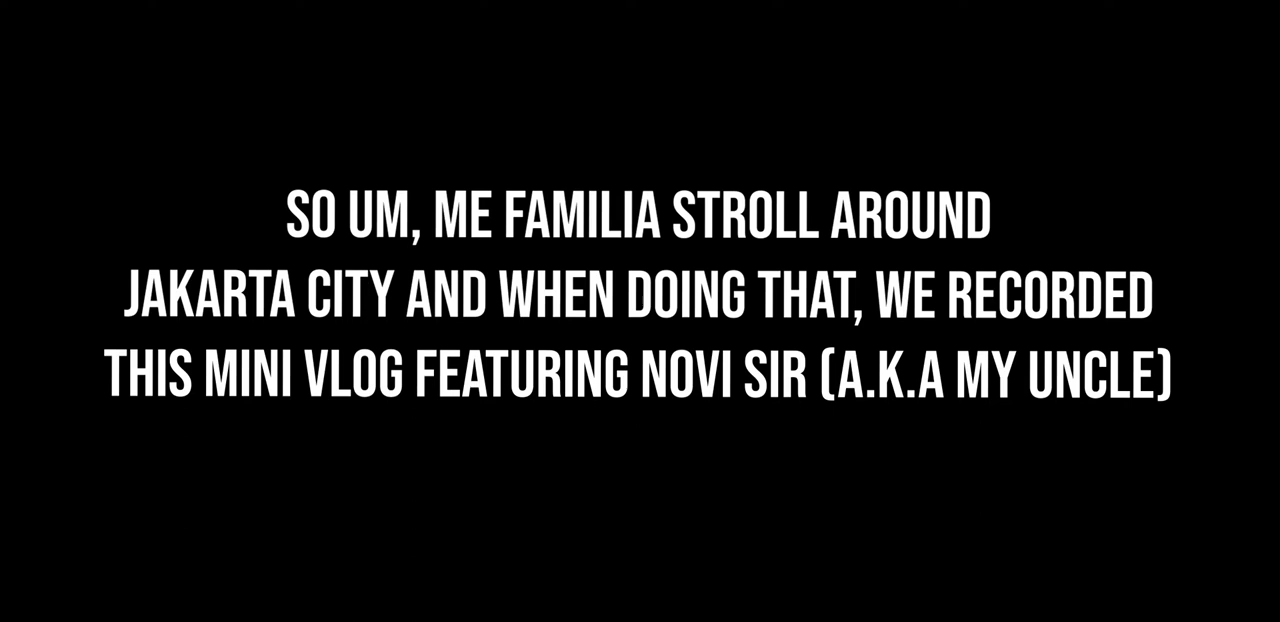 SO UM, ME FAMILIA STROLL AROUND
JAKARTA CITY AND WHEN DOING THAT, WE RECORDED
THIS MINI VLOG FEATURING NOVI SIR (A.K.A MY UNCLE)